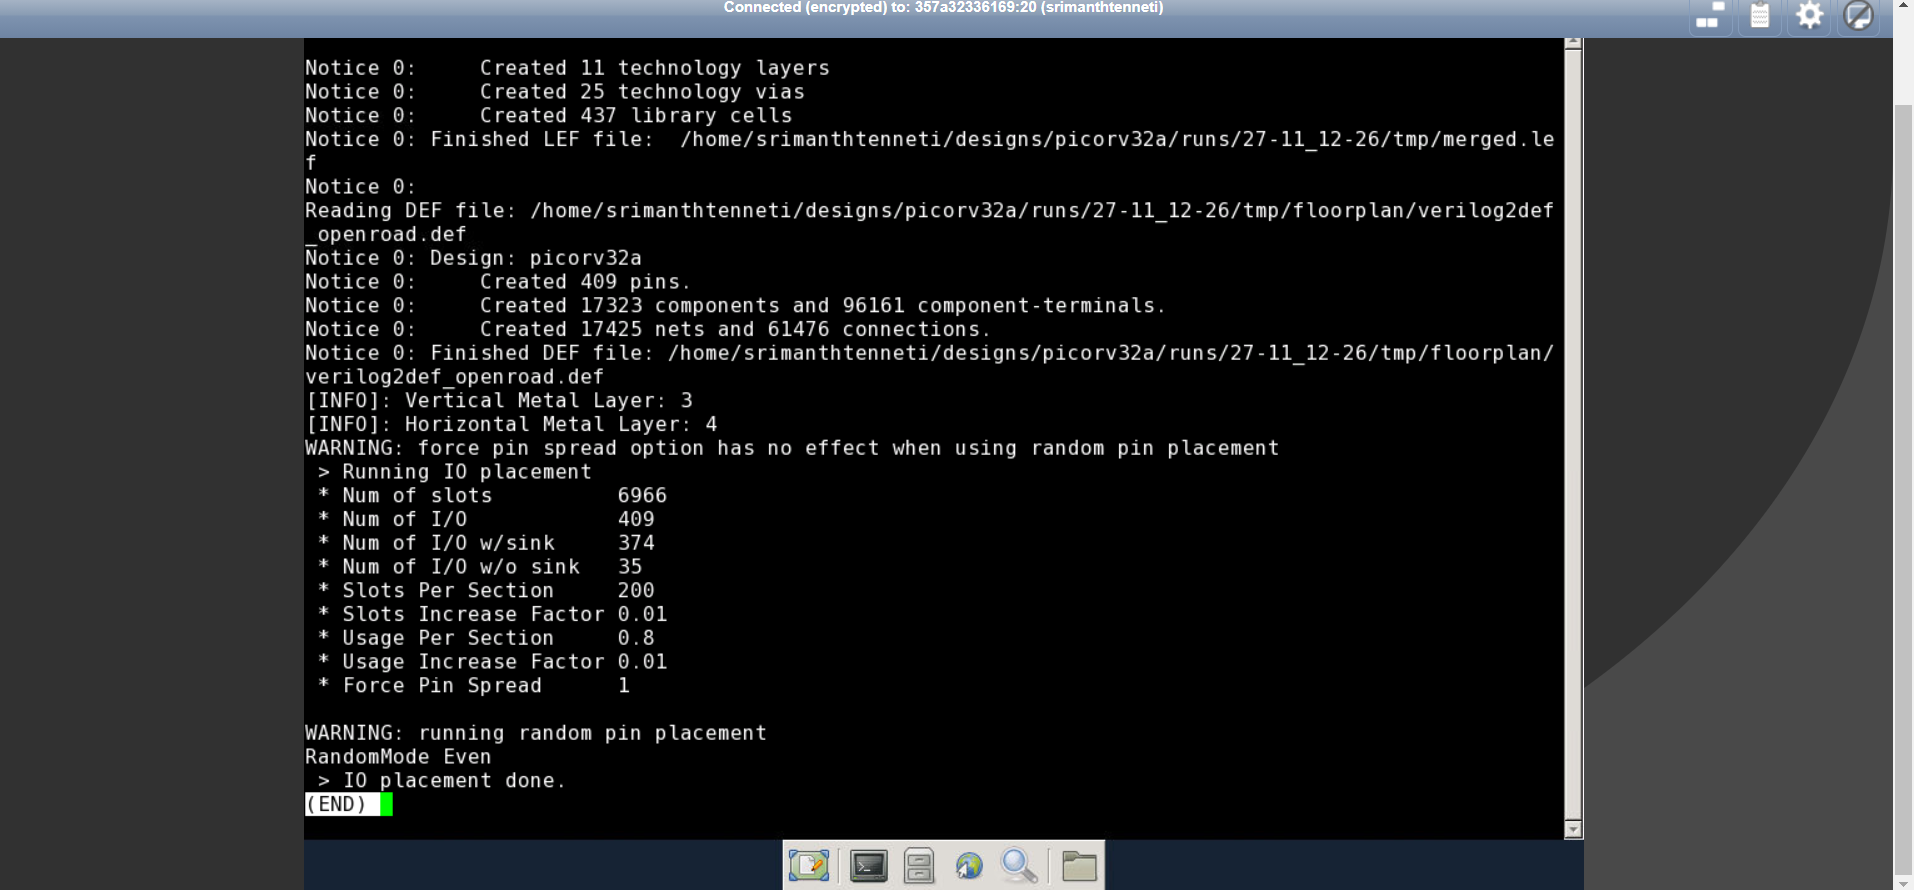 Connected (encrypted) to: 357a32336169:20 (srimanthtenneti)
Notice 0:     Created 11 technology layers
Notice 0:     Created 25 technology vias
Notice 0:     Created 437 library cells
Notice 0: Finished LEF file:  /home/srimanthtenneti/designs/picorv32a/runs/27-11_12-26/tmp/merged.le
f
Notice 0:
Reading DEF file: /home/srimanthtenneti/designs/picorv32a/runs/27-11_12-26/tmp/floorplan/verilog2def
_openroad.def
Notice 0: Design: picorv32a
Notice 0:     Created 409 pins.
Notice 0:     Created 17323 components and 96161 component-terminals.
Notice 0:     Created 17425 nets and 61476 connections.
Notice 0: Finished DEF file: /home/srimanthtenneti/designs/picorv32a/runs/27-11_12-26/tmp/floorplan/
verilog2def_openroad.def
[INFO]: Vertical Metal Layer: 3
[INFO]: Horizontal Metal Layer: 4
WARNING: force pin spread option has no effect when using random pin placement
 > Running IO placement
 * Num of slots          6966
 * Num of I/O            409
 * Num of I/O w/sink     374
 * Num of I/O w/o sink   35
 * Slots Per Section     200
 * Slots Increase Factor 0.01
 * Usage Per Section     0.8
 * Usage Increase Factor 0.01
 * Force Pin Spread      1
WARNING: running random pin placement
RandomMode Even
 > IO placement done.
(END)